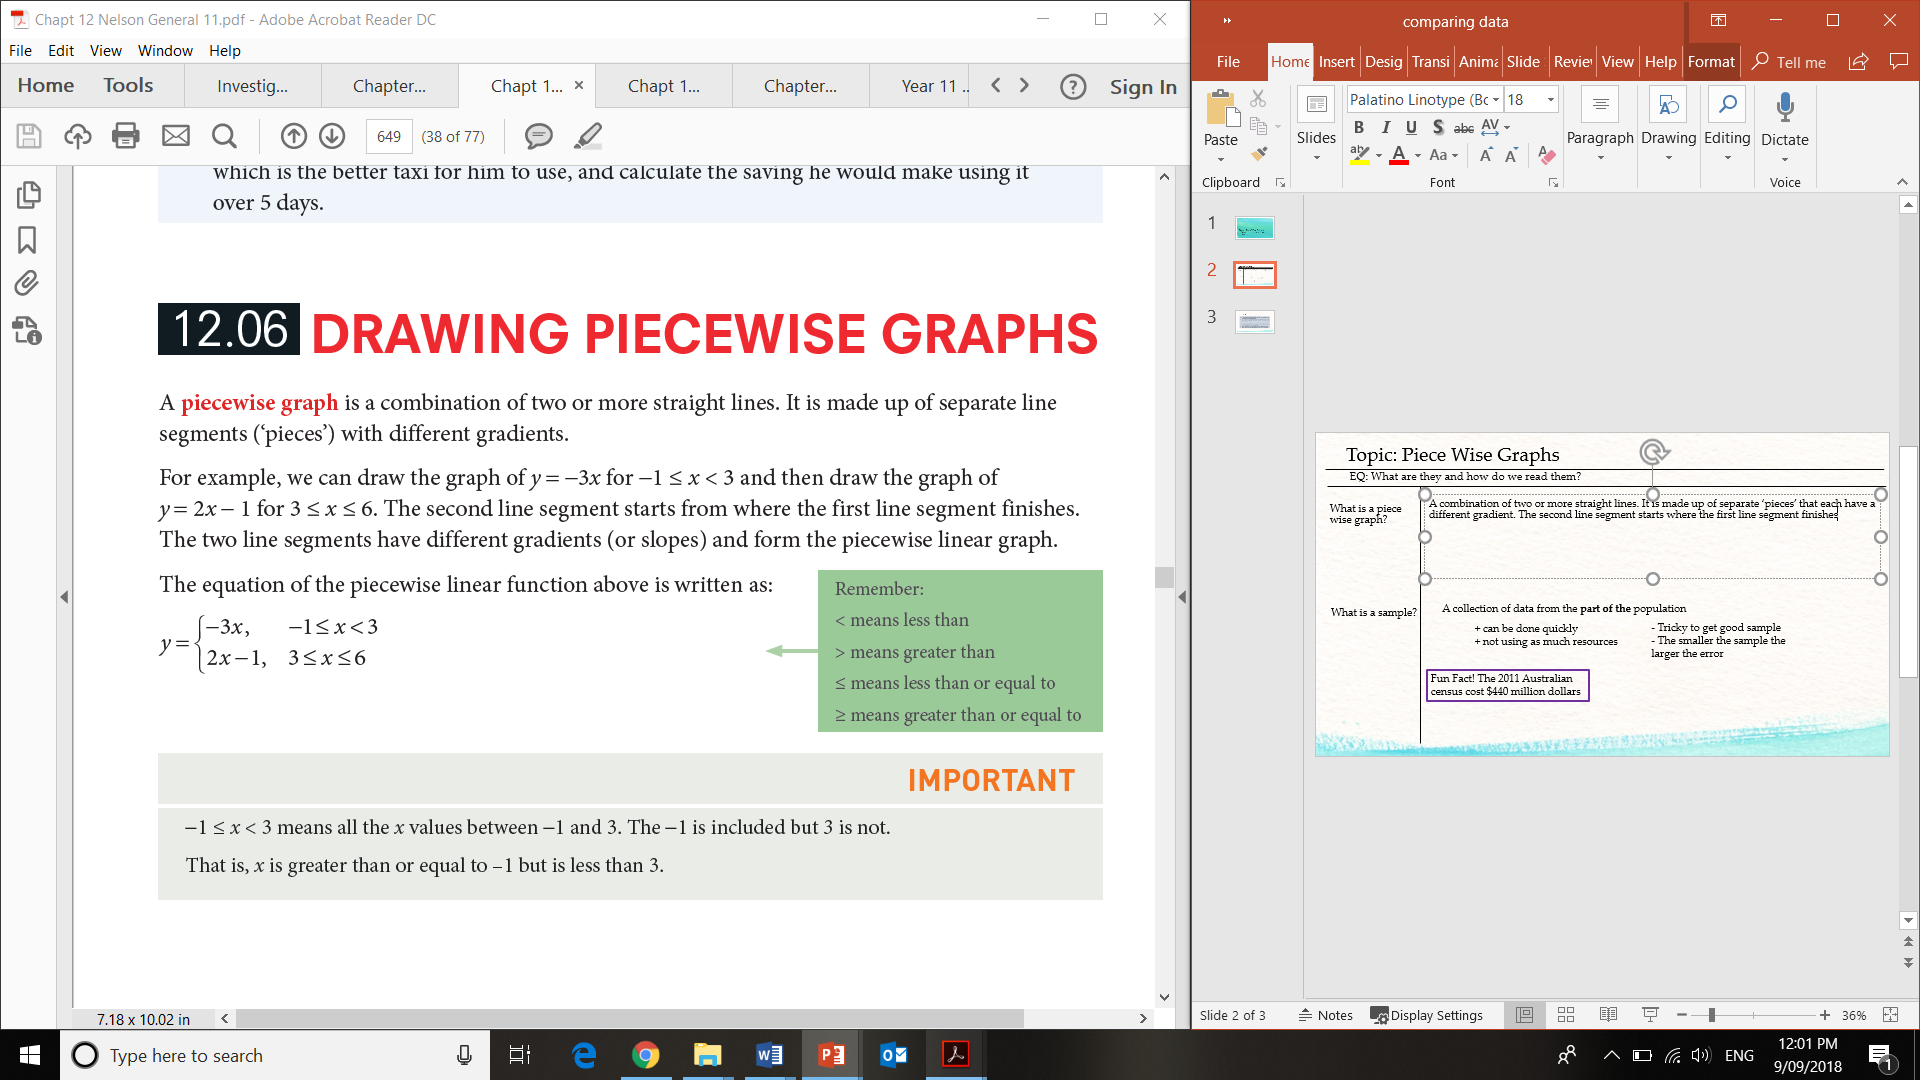 Chapt 12 Nelson General 11.pdf - Adobe Acrobat Reader DC
File Edit View Window Help
Home Tools Investig... Chapter... Chapt 1... × Chapt 1... Chapter... Year 11 .. Sign In
649 (38 of 77)
which is the better taxi for him to use, and calculate the saving he would make using it
over 5 days.
12.06 DRAWING PIECEWISE GRAPHS
A piecewise graph is a combination of two or more straight lines. It is made up of separate line
segments (‘pieces’) with different gradients.
For example, we can draw the graph of y = −3x for −1 ≤ x < 3 and then draw the graph of
y = 2x − 1 for 3 ≤ x ≤ 6. The second line segment starts from where the first line segment finishes.
The two line segments have different gradients (or slopes) and form the piecewise linear graph.
The equation of the piecewise linear function above is written as:
y = { −3x, −1 ≤ x < 3
2x − 1, 3 ≤ x ≤ 6
Remember:
< means less than
> means greater than
≤ means less than or equal to
≥ means greater than or equal to
IMPORTANT
−1 ≤ x < 3 means all the x values between −1 and 3. The −1 is included but 3 is not.
That is, x is greater than or equal to –1 but is less than 3.
7.18 x 10.02 in
comparing data
File Home Insert Desig Transi Anima Slide Review View Help Format Tell me
Palatino Linotype (Bc 18
B I U S abc AV
Aa A A
Paste Slides Paragraph Drawing Editing Dictate
Clipboard Font Voice
1
2
3
Topic: Piece Wise Graphs
EQ: What are they and how do we read them?
What is a piece
wise graph?
A combination of two or more straight lines. It is made up of separate ‘pieces’ that each have a
different gradient. The second line segment starts where the first line segment finishes
What is a sample?
A collection of data from the part of the population
+ can be done quickly
+ not using as much resources
- Tricky to get good sample
- The smaller the sample the
larger the error
Fun Fact! The 2011 Australian
census cost $440 million dollars
Slide 2 of 3 Notes Display Settings 36%
Type here to search
ENG
12:01 PM
9/09/2018
1